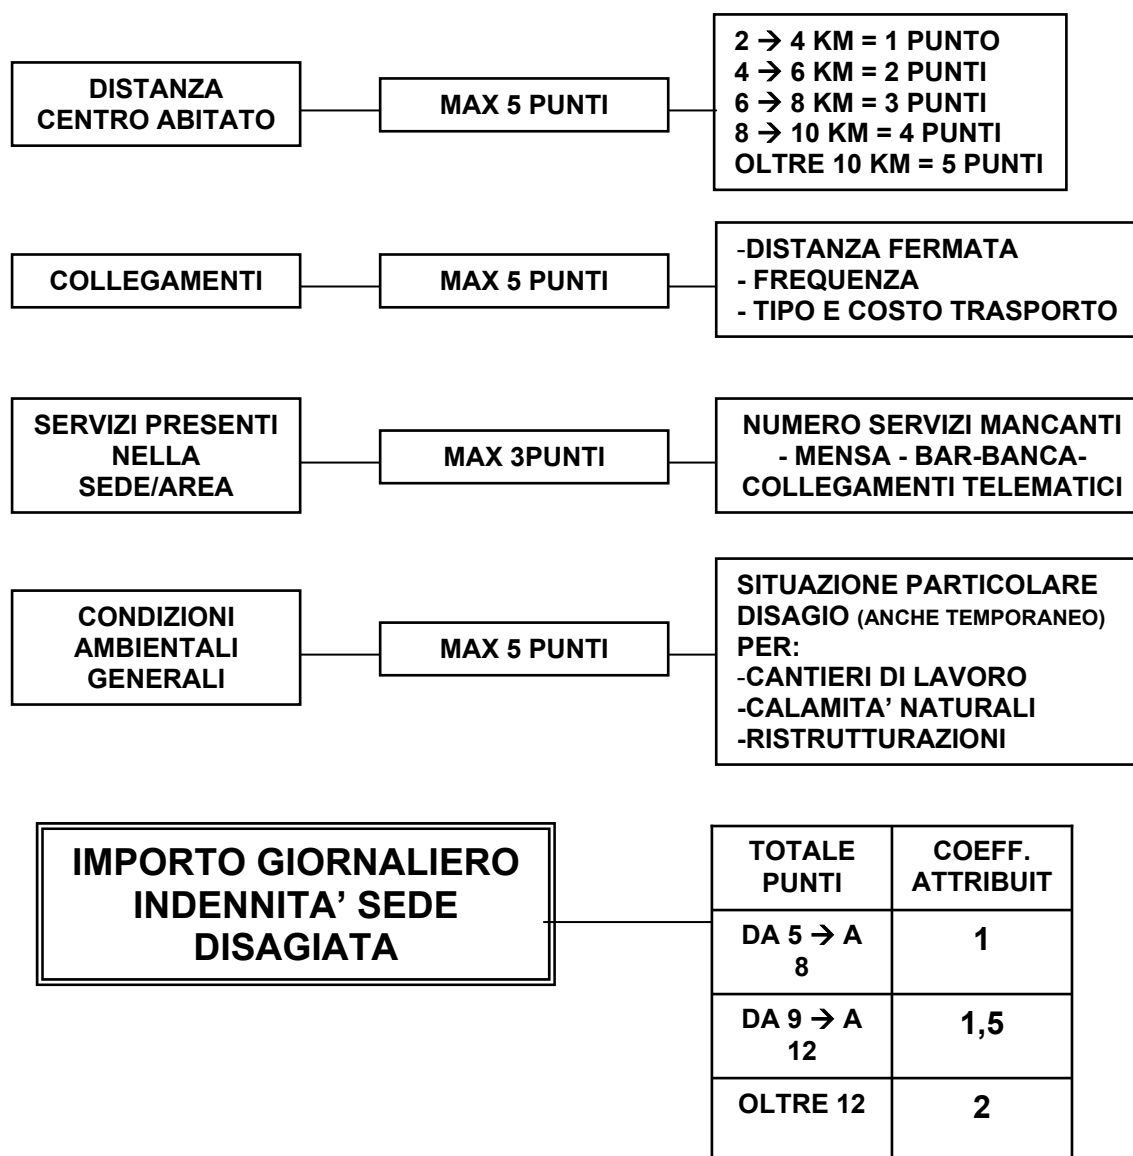 DISTANZA
CENTRO ABITATO
MAX 5 PUNTI
2 → 4 KM = 1 PUNTO
4 → 6 KM = 2 PUNTI
6 → 8 KM = 3 PUNTI
8 → 10 KM = 4 PUNTI
OLTRE 10 KM = 5 PUNTI
COLLEGAMENTI
MAX 5 PUNTI
-DISTANZA FERMATA
- FREQUENZA
- TIPO E COSTO TRASPORTO
SERVIZI PRESENTI
NELLA
SEDE/AREA
MAX 3PUNTI
NUMERO SERVIZI MANCANTI
- MENSA - BAR-BANCA-
COLLEGAMENTI TELEMATICI
CONDIZIONI
AMBIENTALI
GENERALI
MAX 5 PUNTI
SITUAZIONE PARTICOLARE
DISAGIO (ANCHE TEMPORANEO)
PER:
-CANTIERI DI LAVORO
-CALAMITA’ NATURALI
-RISTRUTTURAZIONI
IMPORTO GIORNALIERO
INDENNITA’ SEDE
DISAGIATA
TOTALE
PUNTI
COEFF.
ATTRIBUIT
DA 5 → A
8
1
DA 9 → A
12
1,5
OLTRE 12
2